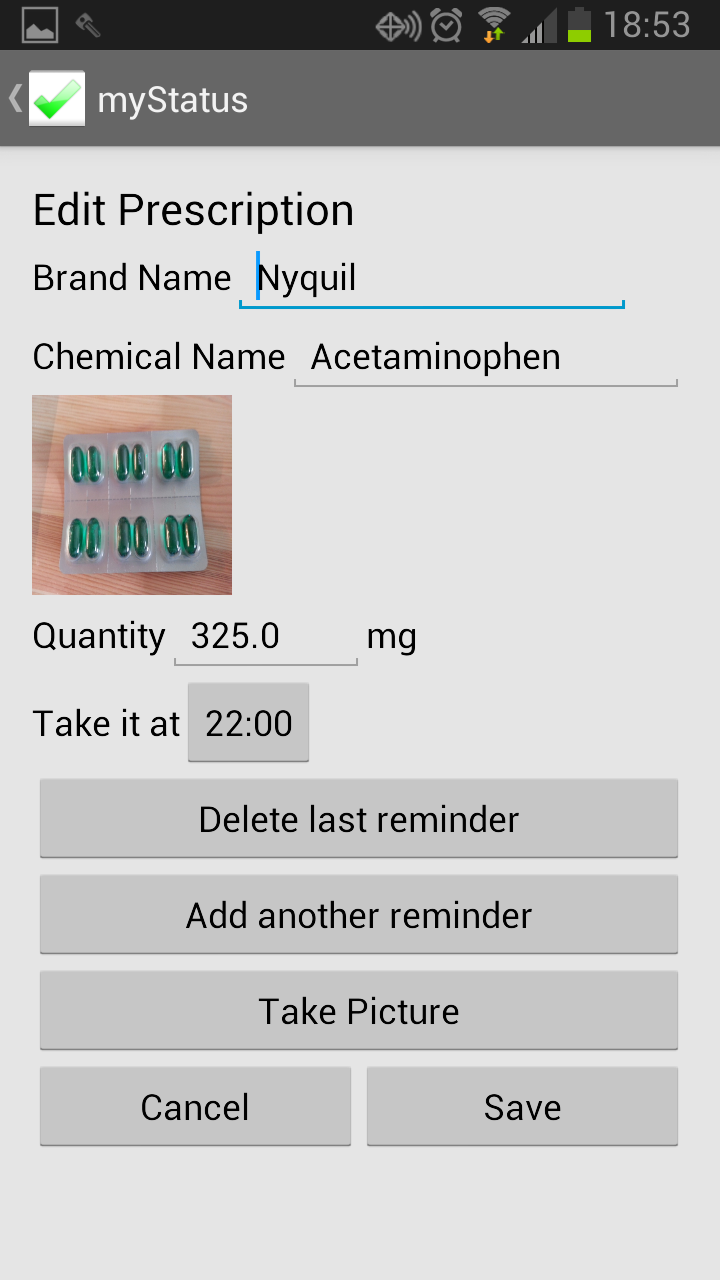 18:53
myStatus
Edit Prescription
Brand Name Nyquil
Chemical Name Acetaminophen
Quantity 325.0 mg
Take it at 22:00
Delete last reminder
Add another reminder
Take Picture
Cancel Save